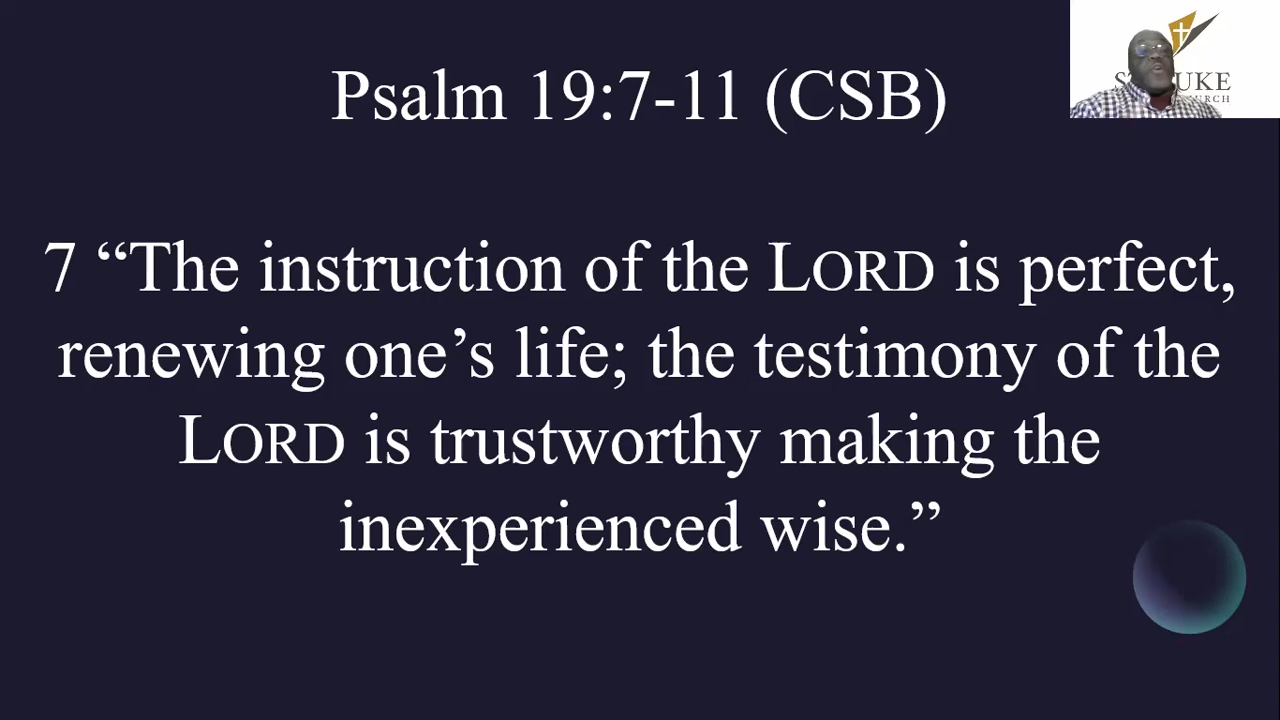 Psalm 19:7-11 (CSB)
7 “The instruction of the LORD is perfect,
renewing one’s life; the testimony of the
LORD is trustworthy making the
inexperienced wise.”